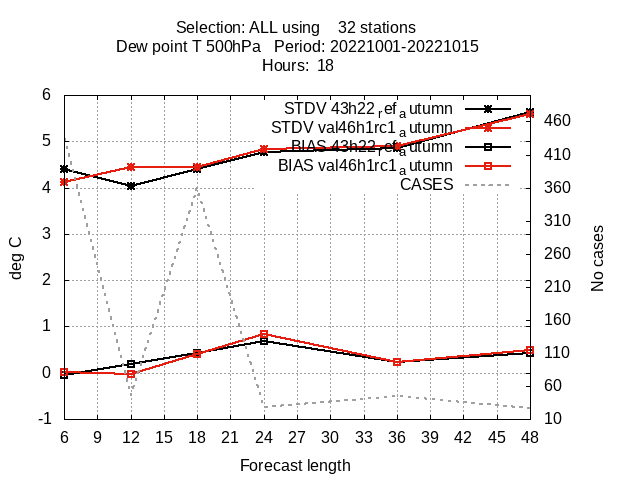 Selection: ALL using    32 stations
Dew point T 500hPa   Period: 20221001-20221015
Hours: 18
STDV 43h22_ref_autumn
STDV val46h1rc1_autumn
BIAS 43h22_ref_autumn
BIAS val46h1rc1_autumn
CASES
6
5
4
3
2
1
0
-1
deg C
460
410
360
310
260
210
160
110
60
10
No cases
6 9 12 15 18 21 24 27 30 33 36 39 42 45 48
Forecast length